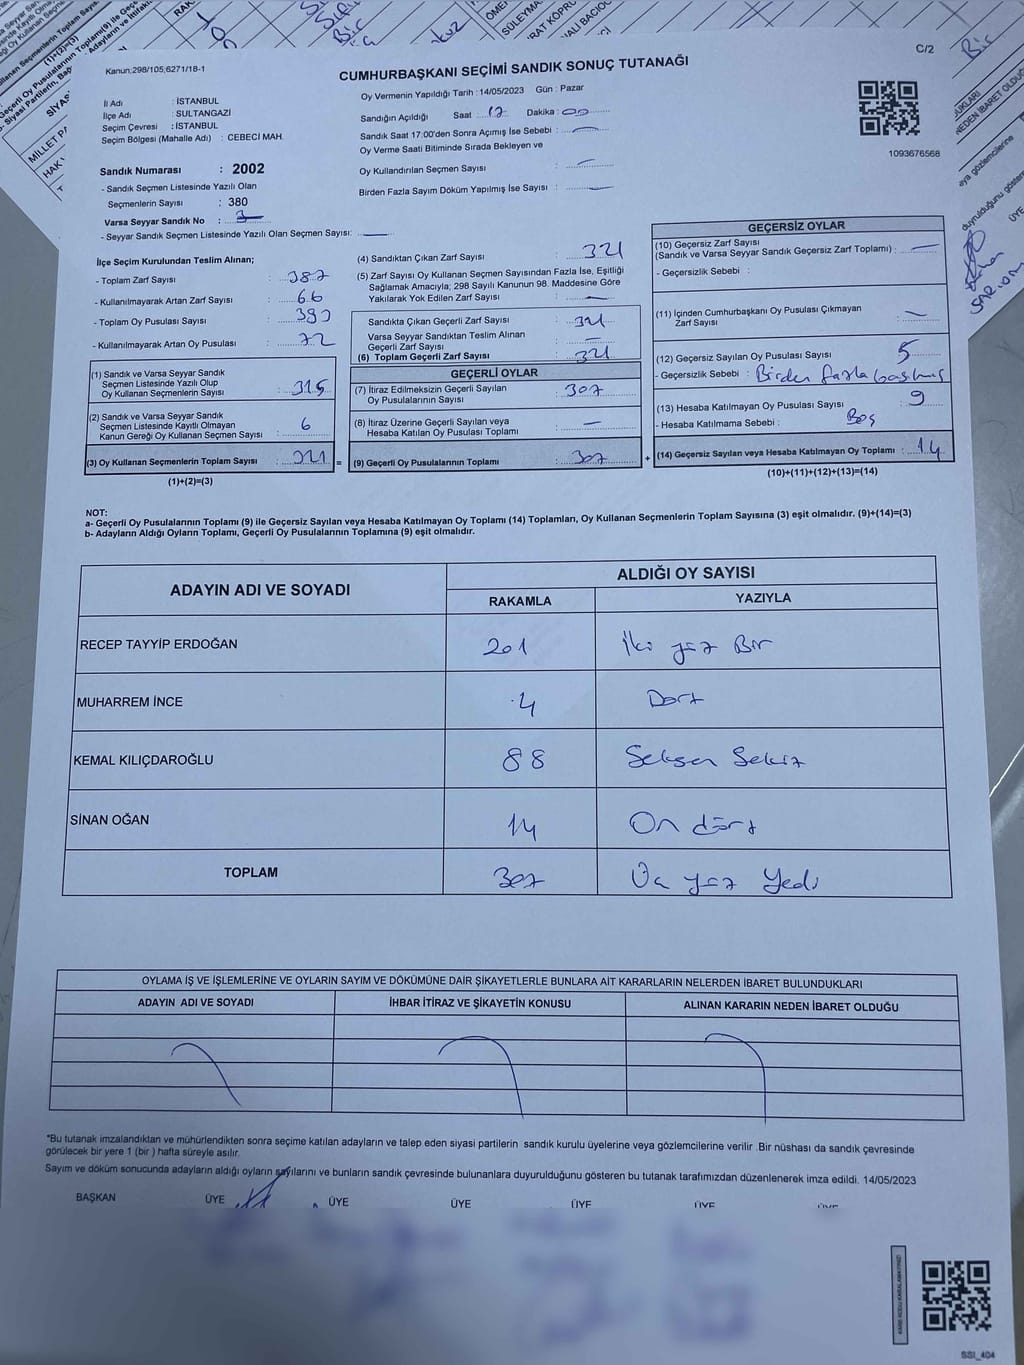 C/2
Kanun:298/105;6271/18-1
CUMHURBAŞKANI SEÇİMİ SANDIK SONUÇ TUTANAĞI
İl Adı : İSTANBUL
İlçe Adı : SULTANGAZİ
Seçim Çevresi : İSTANBUL
Seçim Bölgesi (Mahalle Adı) : CEBECİ MAH.
Oy Vermenin Yapıldığı Tarih : 14/05/2023 Gün : Pazar
Sandığın Açıldığı Saat : 17 Dakika : 00
Sandık Saat 17:00'den Sonra Açımış İse Sebebi :
Oy Verme Saati Bitiminde Sırada Bekleyen ve
Oy Kullandırılan Seçmen Sayısı :
Birden Fazla Sayım Döküm Yapılmış İse Sayısı :
1093676568
Sandık Numarası : 2002
- Sandık Seçmen Listesinde Yazılı Olan
Seçmenlerin Sayısı : 380
Varsa Seyyar Sandık No :
- Seyyar Sandık Seçmen Listesinde Yazılı Olan Seçmen Sayısı:
İlçe Seçim Kurulundan Teslim Alınan;
- Toplam Zarf Sayısı : 387
- Kullanılmayarak Artan Zarf Sayısı : 66
- Toplam Oy Pusulası Sayısı : 393
- Kullanılmayarak Artan Oy Pusulası : 72
(1) Sandık ve Varsa Seyyar Sandık
Seçmen Listesinde Yazılı Olup
Oy Kullanan Seçmenlerin Sayısı : 315
(2) Sandık ve Varsa Seyyar Sandık
Seçmen Listesinde Kayıtlı Olmayan
Kanun Gereği Oy Kullanan Seçmen Sayısı : 6
(3) Oy Kullanan Seçmenlerin Toplam Sayısı : 321
(1)+(2)=(3)
(4) Sandıktan Çıkan Zarf Sayısı : 321
(5) Zarf Sayısı Oy Kullanan Seçmen Sayısından Fazla İse, Eşitliği
Sağlamak Amacıyla; 298 Sayılı Kanunun 98. Maddesine Göre
Yakılarak Yok Edilen Zarf Sayısı :
Sandıkta Çıkan Geçerli Zarf Sayısı : 321
Varsa Seyyar Sandıktan Teslim Alınan
Geçerli Zarf Sayısı :
(6) Toplam Geçerli Zarf Sayısı : 321
GEÇERLİ OYLAR
(7) İtiraz Edilmeksizin Geçerli Sayılan
Oy Pusulalarının Sayısı : 307
(8) İtiraz Üzerine Geçerli Sayılan veya
Hesaba Katılan Oy Pusulası Toplamı :
= (9) Geçerli Oy Pusulalarının Toplamı : 307
GEÇERSİZ OYLAR
(10) Geçersiz Zarf Sayısı
(Sandık ve Varsa Seyyar Sandık Geçersiz Zarf Toplamı) :
- Geçersizlik Sebebi :
(11) İçinden Cumhurbaşkanı Oy Pusulası Çıkmayan
Zarf Sayısı :
(12) Geçersiz Sayılan Oy Pusulası Sayısı : 5
- Geçersizlik Sebebi : Birden fazla basılmış
(13) Hesaba Katılmayan Oy Pusulası Sayısı : 9
- Hesaba Katılmama Sebebi : Boş
+ (14) Geçersiz Sayılan veya Hesaba Katılmayan Oy Toplamı : 14
(10)+(11)+(12)+(13)=(14)
NOT:
a- Geçerli Oy Pusulalarının Toplamı (9) ile Geçersiz Sayılan veya Hesaba Katılmayan Oy Toplamı (14) Toplamları, Oy Kullanan Seçmenlerin Toplam Sayısına (3) eşit olmalıdır. (9)+(14)=(3)
b- Adayların Aldığı Oyların Toplamı, Geçerli Oy Pusulalarının Toplamına (9) eşit olmalıdır.
ADAYIN ADI VE SOYADI ALDIĞI OY SAYISI
RAKAMLA YAZIYLA
RECEP TAYYİP ERDOĞAN 201 İki yüz Bir
MUHARREM İNCE 4 Dört
KEMAL KILIÇDAROĞLU 88 Seksen Sekiz
SİNAN OĞAN 14 On dört
TOPLAM 307 Üç yüz Yedi
OYLAMA İŞ VE İŞLEMLERİNE VE OYLARIN SAYIM VE DÖKÜMÜNE DAİR ŞİKAYETLERLE BUNLARA AİT KARARLARIN NELERDEN İBARET BULUNDUKLARI
ADAYIN ADI VE SOYADI İHBAR İTİRAZ VE ŞİKAYETİN KONUSU ALINAN KARARIN NEDEN İBARET OLDUĞU
*Bu tutanak imzalandıktan ve mühürlendikten sonra seçime katılan adayların ve talep eden siyasi partilerin sandık kurulu üyelerine veya gözlemcilerine verilir .Bir nüshası da sandık çevresinde
görülecek bir yere 1 (bir ) hafta süreyle asılır.
Sayım ve döküm sonucunda adayların aldığı oyların sayılarını ve bunların sandık çevresinde bulunanlara duyurulduğunu gösteren bu tutanak tarafımızdan düzenlenerek imza edildi. 14/05/2023
BAŞKAN ÜYE ÜYE ÜYE ÜYE ÜYE
SSI_404